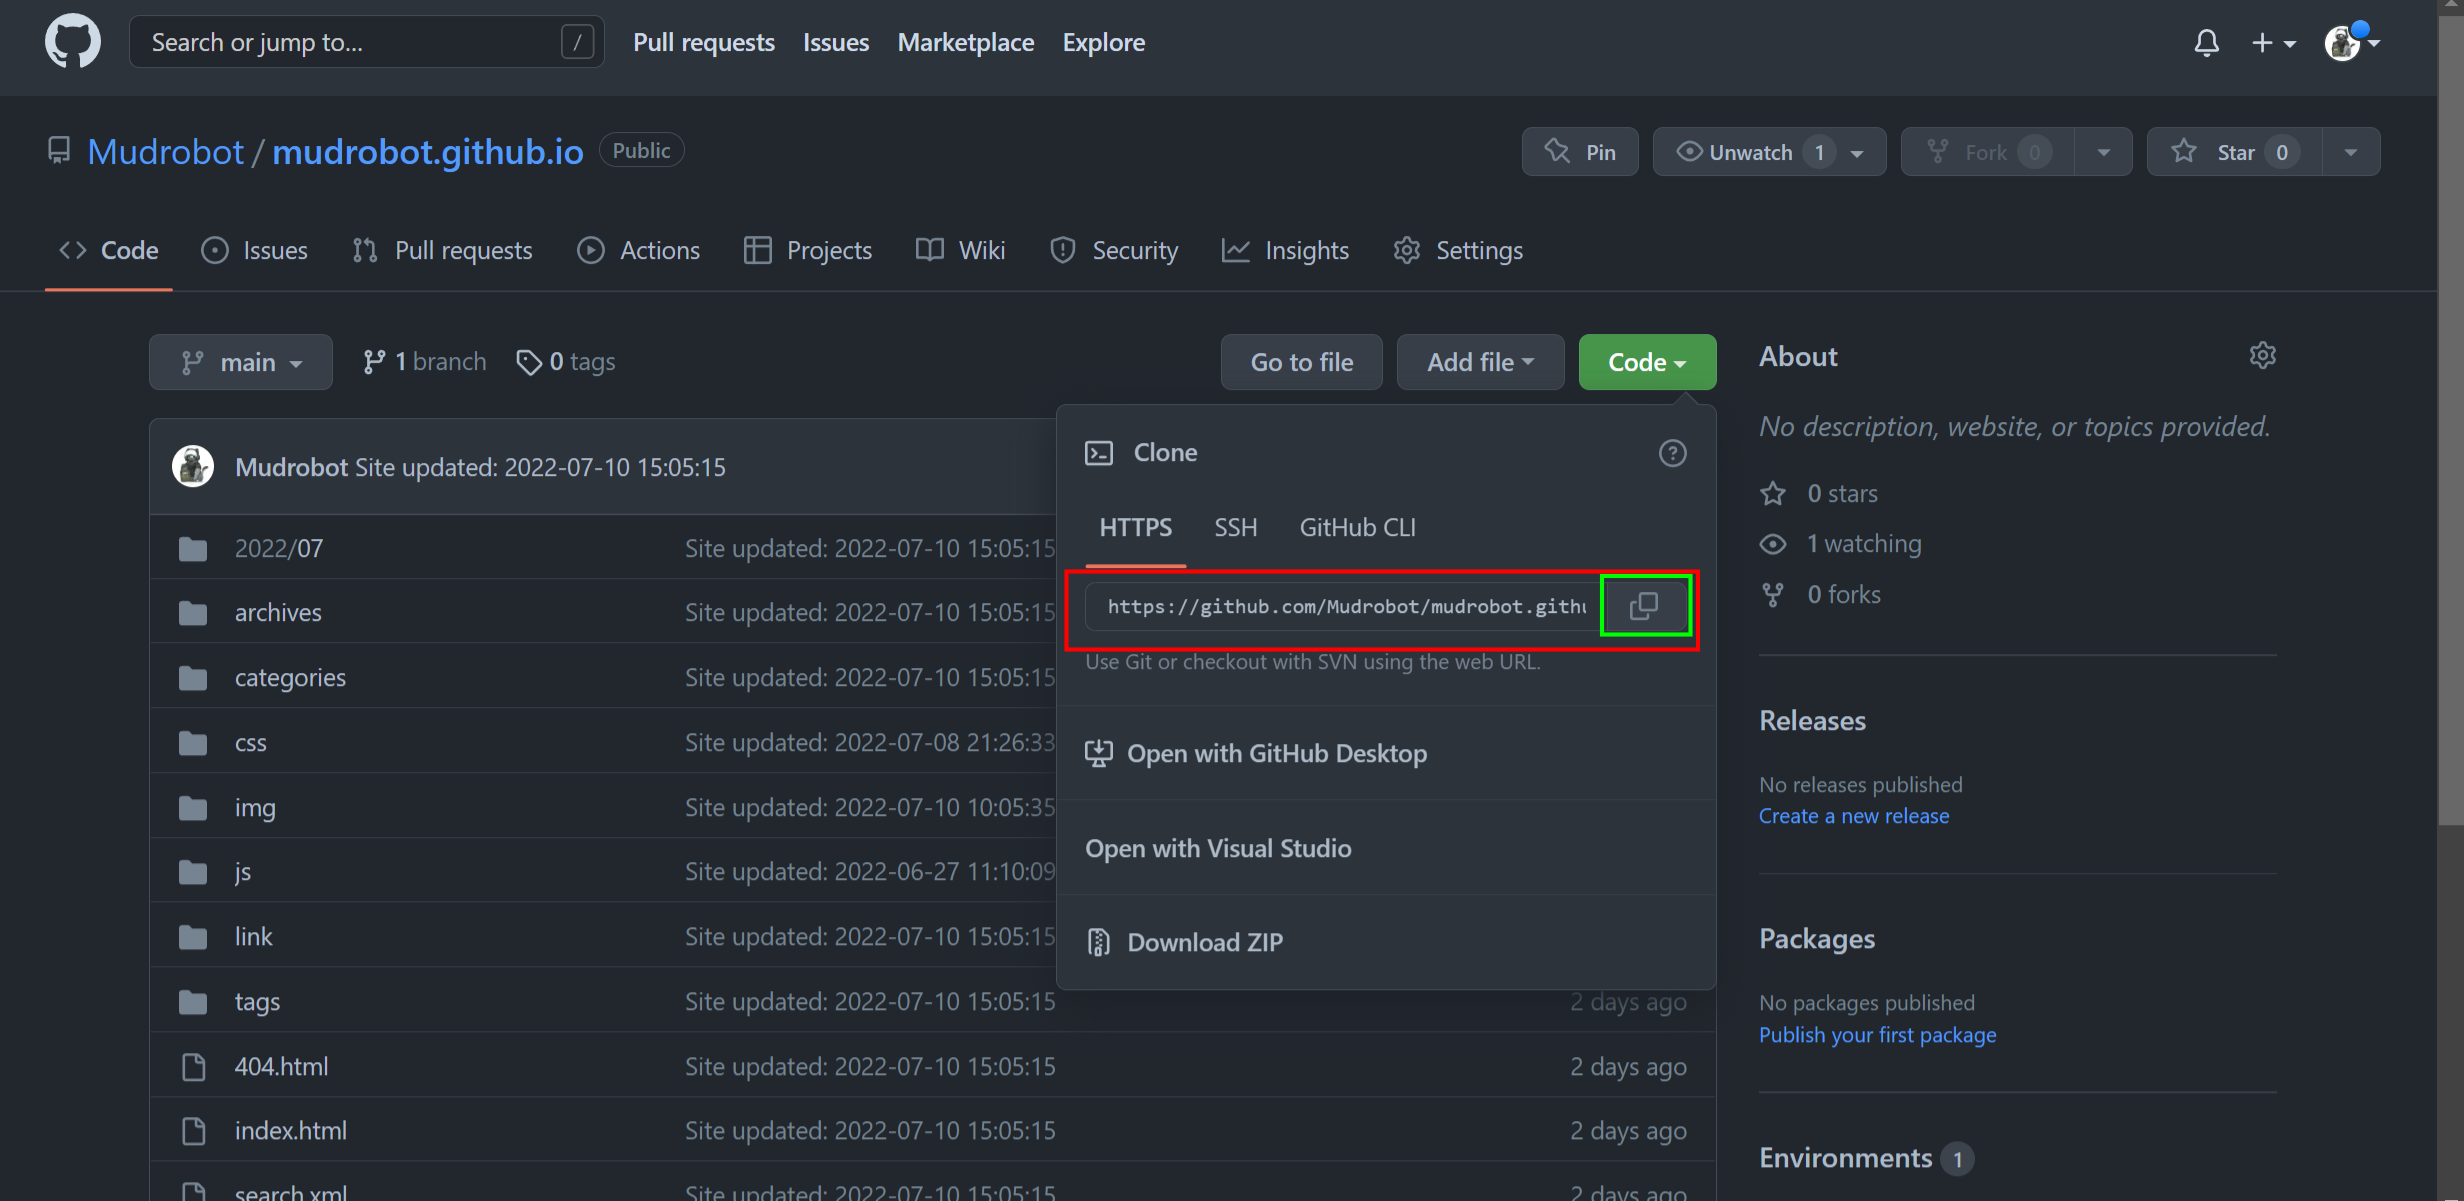 Search or jump to... / Pull requests Issues Marketplace Explore
Mudrobot / mudrobot.github.io Public Pin Unwatch 1 Fork 0 Star 0
Code Issues Pull requests Actions Projects Wiki Security Insights Settings
main 1 branch 0 tags Go to file Add file Code
Mudrobot Site updated: 2022-07-10 15:05:15
2022/07 Site updated: 2022-07-10 15:05:15
archives Site updated: 2022-07-10 15:05:15
categories Site updated: 2022-07-10 15:05:15
css Site updated: 2022-07-08 21:26:33
img Site updated: 2022-07-10 10:05:35
js Site updated: 2022-06-27 11:10:09
link Site updated: 2022-07-10 15:05:15
tags Site updated: 2022-07-10 15:05:15 2 days ago
404.html Site updated: 2022-07-10 15:05:15 2 days ago
index.html Site updated: 2022-07-10 15:05:15 2 days ago
search.xml Site updated: 2022-07-10 15:05:15 2 days ago
Clone
HTTPS SSH GitHub CLI
https://github.com/Mudrobot/mudrobot.githu
Use Git or checkout with SVN using the web URL.
Open with GitHub Desktop
Open with Visual Studio
Download ZIP
About
No description, website, or topics provided.
0 stars
1 watching
0 forks
Releases
No releases published
Create a new release
Packages
No packages published
Publish your first package
Environments 1